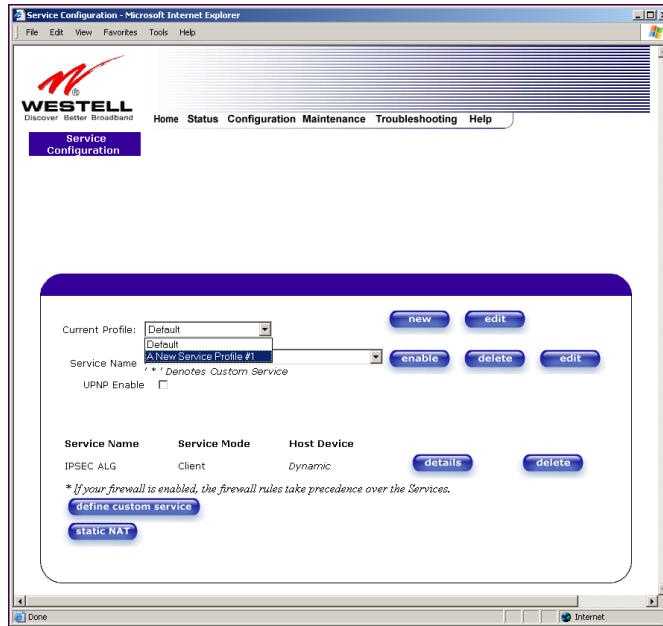 Service Configuration - Microsoft Internet Explorer
File Edit View Favorites Tools Help
®
WESTELL
Discover Better Broadband
Home Status Configuration Maintenance Troubleshooting Help
Service
Configuration
new edit
Current Profile: Default
Default
A New Service Profile #1
Service Name enable delete edit
' * ' Denotes Custom Service
UPNP Enable
Service Name Service Mode Host Device
IPSEC ALG Client Dynamic details delete
* If your firewall is enabled, the firewall rules take precedence over the Services.
define custom service
static NAT
Done Internet